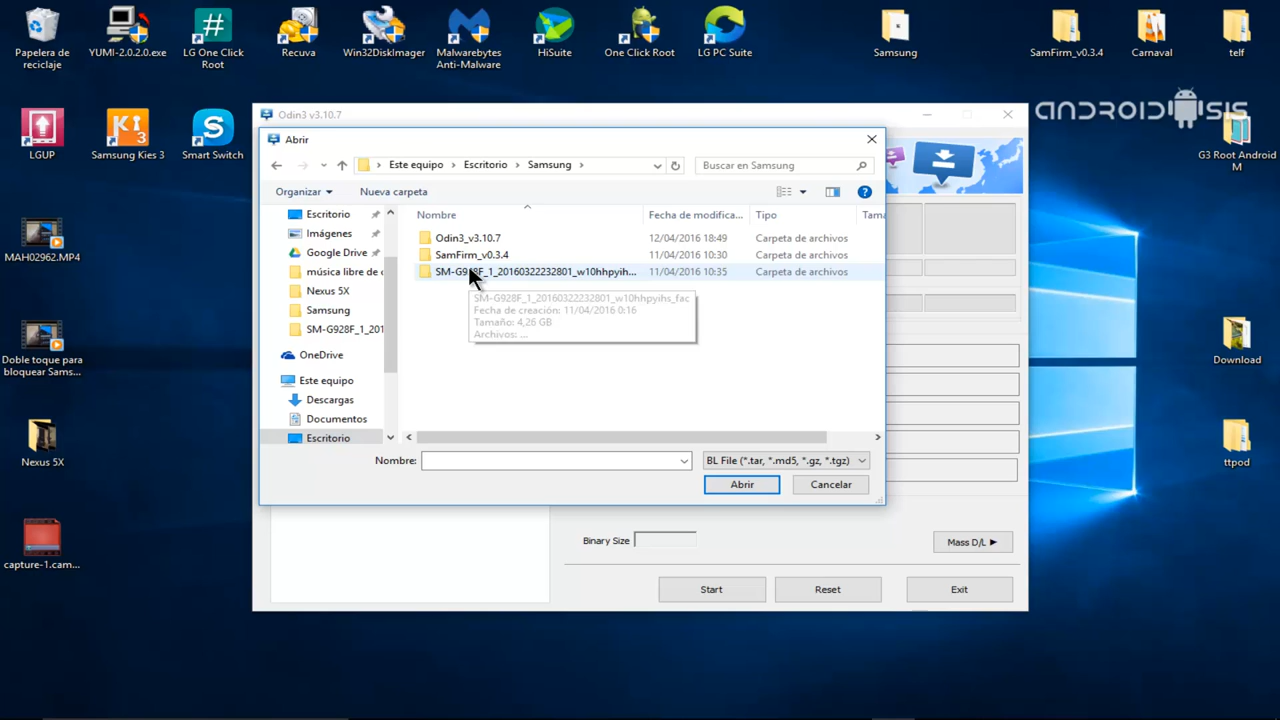 Papelera de
reciclaje
YUMI-2.0.2.0.exe
LG One Click
Root
Recuva
Win32DiskImager
Malwarebytes
Anti-Malware
HiSuite
One Click Root
LG PC Suite
Samsung
SamFirm_v0.3.4
Carnaval
telf
LGUP
Samsung Kies 3
Smart Switch
ANDROIDSIS
G3 Root Android
M
MAH02962.MP4
Doble toque para
bloquear Sams...
Download
Nexus 5X
ttpod
capture-1.cam...
Odin3 v3.10.7
Abrir
Este equipo
Escritorio
Samsung
Buscar en Samsung
Organizar
Nueva carpeta
Escritorio
Imágenes
Google Drive
música libre de
Nexus 5X
Samsung
SM-G928F_1_201
OneDrive
Este equipo
Descargas
Documentos
Escritorio
Nombre
Fecha de modifica...
Tipo
Odin3_v3.10.7
12/04/2016 18:49
Carpeta de archivos
SamFirm_v0.3.4
11/04/2016 10:30
Carpeta de archivos
SM-G928F_1_20160322232801_w10hhpyih...
11/04/2016 10:35
Carpeta de archivos
SM-G928F_1_20160322232801_w10hhpyihs_fac
Fecha de creación: 11/04/2016 0:16
Tamaño: 4,26 GB
Archivos: ...
Nombre:
BL File (*.tar, *.md5, *.gz, *.tgz)
Abrir
Cancelar
Binary Size
Mass D/L ►
Start
Reset
Exit